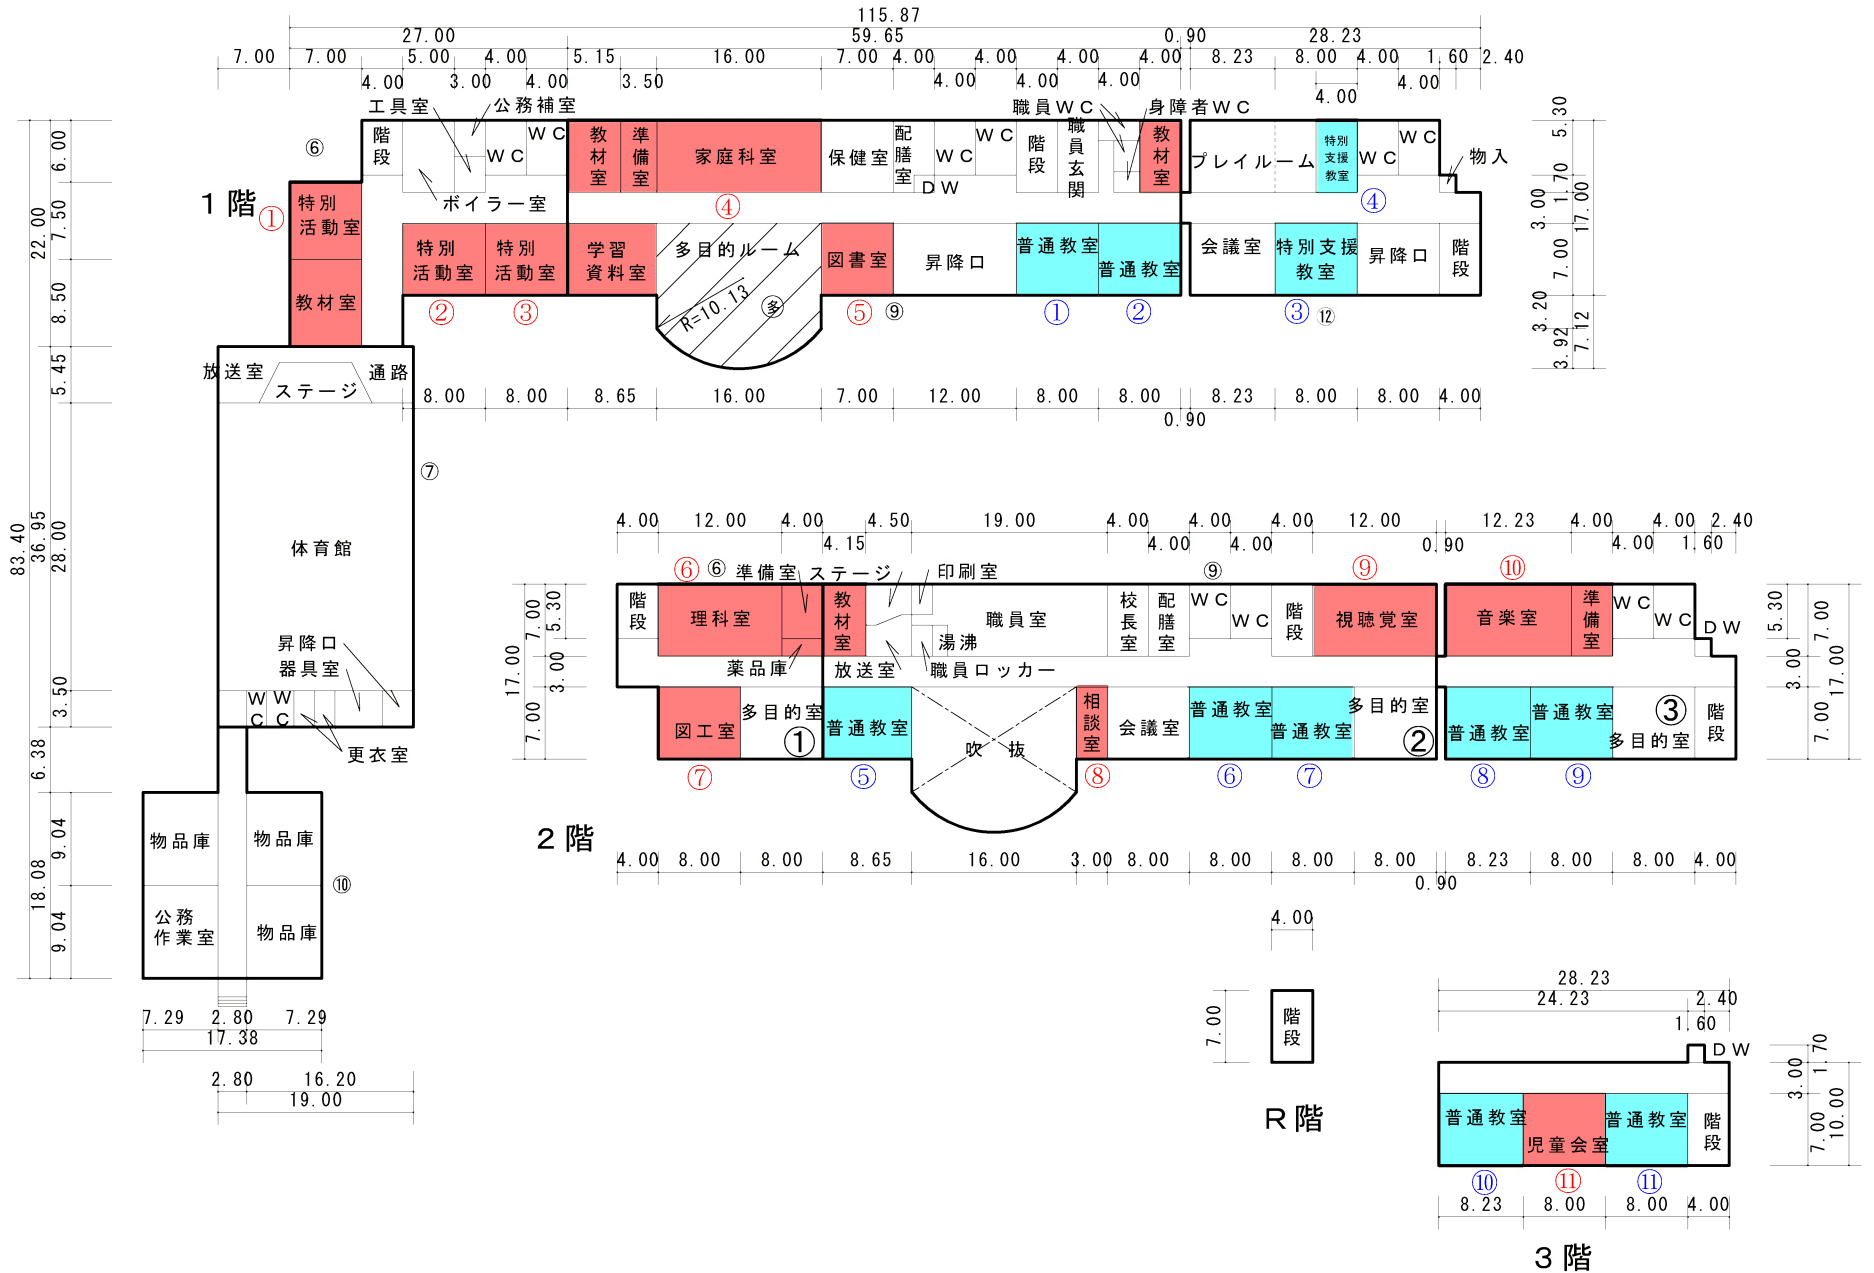 115.87
27.00 59.65 0.90 28.23
7.00 7.00 5.00 4.00 5.15 16.00 7.00 4.00 4.00 4.00 4.00 8.23 8.00 4.00 1.60 2.40
4.00 3.00 4.00 3.50 4.00 4.00 4.00 4.00 4.00
工具室 公務補室 職員WC 身障者WC
1階
⑥ 階段 WC WC 教材室 準備室 家庭科室 保健室 配膳室 WC WC 階段 職員玄関 教材室 プレイルーム 特別支援教室 WC WC 物入
DW
ボイラー室
① 特別活動室 ④ ④
教材室
特別活動室 特別活動室 学習資料室 多目的ルーム 図書室 昇降口 普通教室 普通教室 会議室 特別支援教室 昇降口 階段
R=10.13 多
② ③ ⑤ ⑨ ① ② ③ ⑫
5.30
1.70
3.00
17.00
7.00
3.20
3.92
7.12
6.00
7.50
22.00
8.50
5.45
放送室 ステージ 通路
8.00 8.00 8.65 16.00 7.00 12.00 8.00 8.00 8.23 8.00 8.00 4.00
0.90
⑦
体育館
83.40
36.95
28.00
3.50
6.38
9.04
18.08
9.04
昇降口
器具室
WC WC
更衣室
物品庫 物品庫
⑩
公務作業室 物品庫
7.29 2.80 7.29
17.38
2.80 16.20
19.00
4.00 12.00 4.00 4.50 19.00 4.00 4.00 4.00 12.00 12.23 4.00 4.00 2.40
4.15 4.00 4.00 0.90 4.00 1.60
⑥ ⑥ 準備室 ステージ 印刷室 ⑨ ⑨ ⑩
階段 理科室 教材室 職員室 校長室 配膳室 WC WC 階段 視聴覚室 音楽室 準備室 WC WC DW
湯沸
薬品庫 放送室 職員ロッカー
図工室 多目的室 ① 普通教室 吹抜 相談室 会議室 普通教室 普通教室 多目的室 ② 普通教室 普通教室 多目的室 ③ 階段
⑦ ⑤ ⑧ ⑥ ⑦ ⑧ ⑨
7.00
5.30
17.00
3.00
7.00
5.30
7.00
3.00
17.00
7.00
2階
4.00 8.00 8.00 8.65 16.00 3.00 8.00 8.00 8.00 8.00 8.23 8.00 8.00 4.00
0.90
4.00
7.00
階段
R階
28.23
24.23 2.40
1.60
DW
1.70
3.00
7.00
10.00
普通教室 児童会室 普通教室 階段
⑩ ⑪ ⑪
8.23 8.00 8.00 4.00
3階